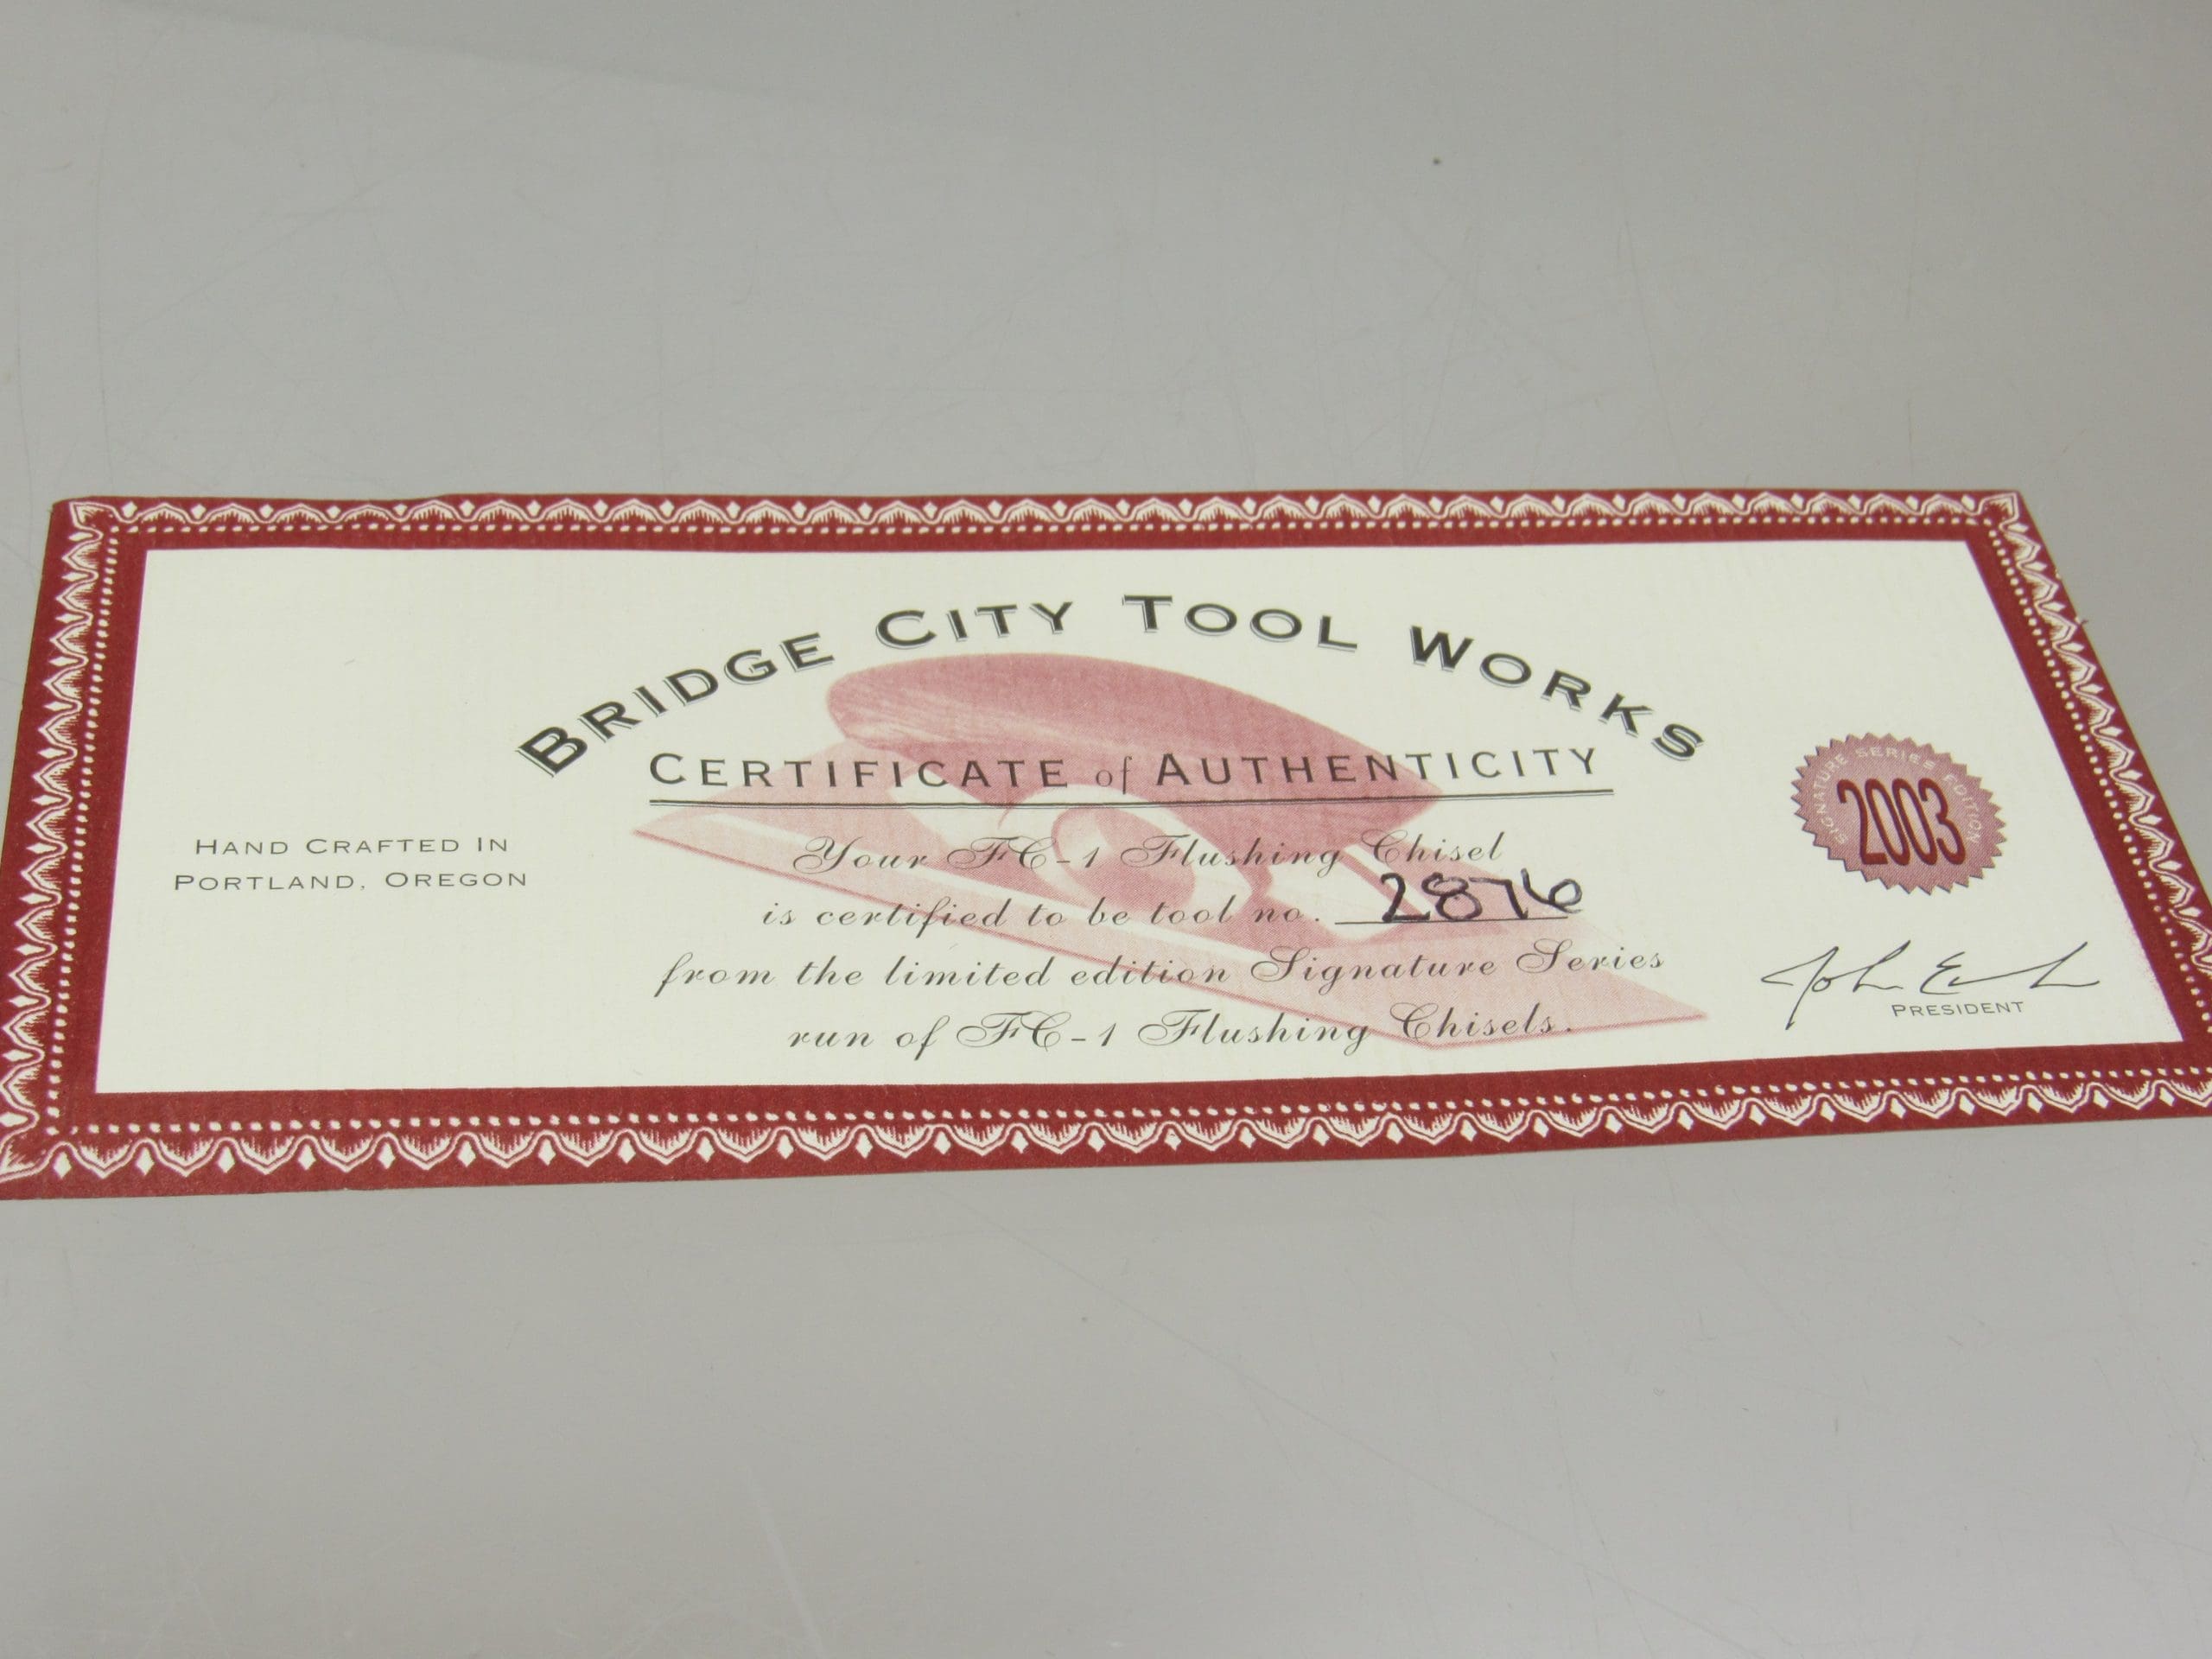 BRIDGE CITY TOOL WORKS
CERTIFICATE of AUTHENTICITY
HAND CRAFTED IN
PORTLAND, OREGON
Your FC-1 Flushing Chisel
is certified to be tool no. 2876
from the limited edition Signature Series
run of FC-1 Flushing Chisels.
SIGNATURE SERIES EDITION
2003
PRESIDENT